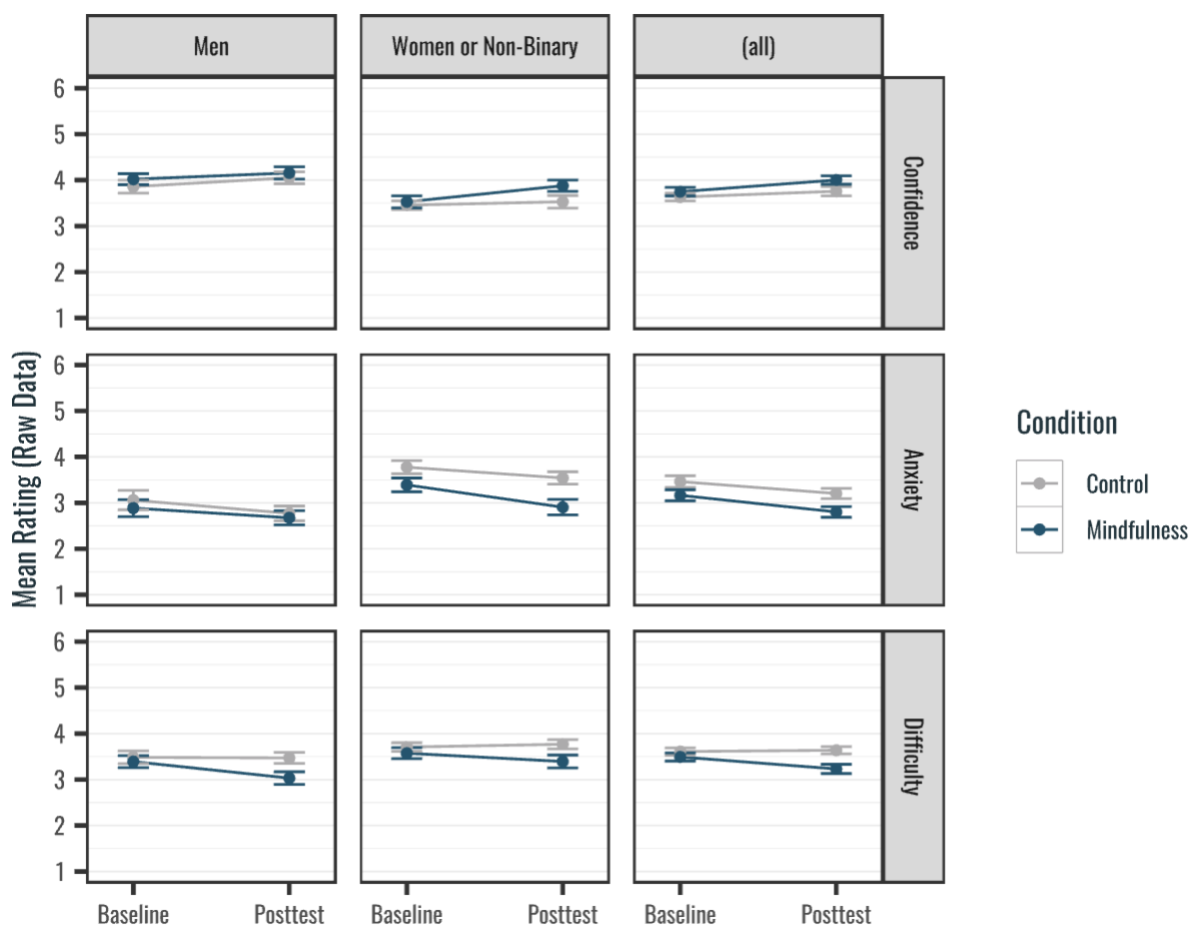 Men
Women or Non-Binary
(all)
6
5
4
3
2
1
Confidence
Mean Rating (Raw Data)
6
5
4
3
2
1
Anxiety
Condition
Control
Mindfulness
6
5
4
3
2
1
Difficulty
Baseline
Posttest
Baseline
Posttest
Baseline
Posttest